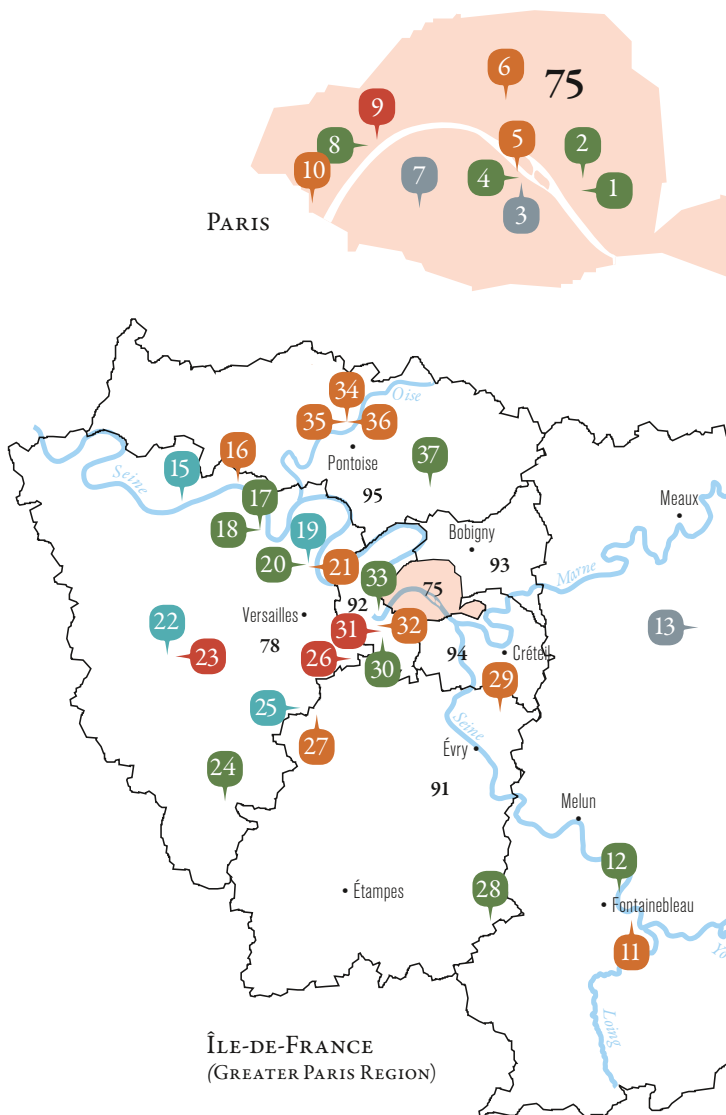 6
75
9
5
2
8
10
7
4
1
3
PARIS
34
Oise
35
36
16
Pontoise
15
37
Seine
17
95
Meaux
18
19
Bobigny
20
21
33
93
75
Marne
92
Versailles
22
31
32
13
23
78
26
30
94
Créteil
25
29
Seine
27
Évry
24
91
Melun
12
28
Étampes
Fontainebleau
11
Yo
Loing
ÎLE-DE-FRANCE
(GREATER PARIS REGION)